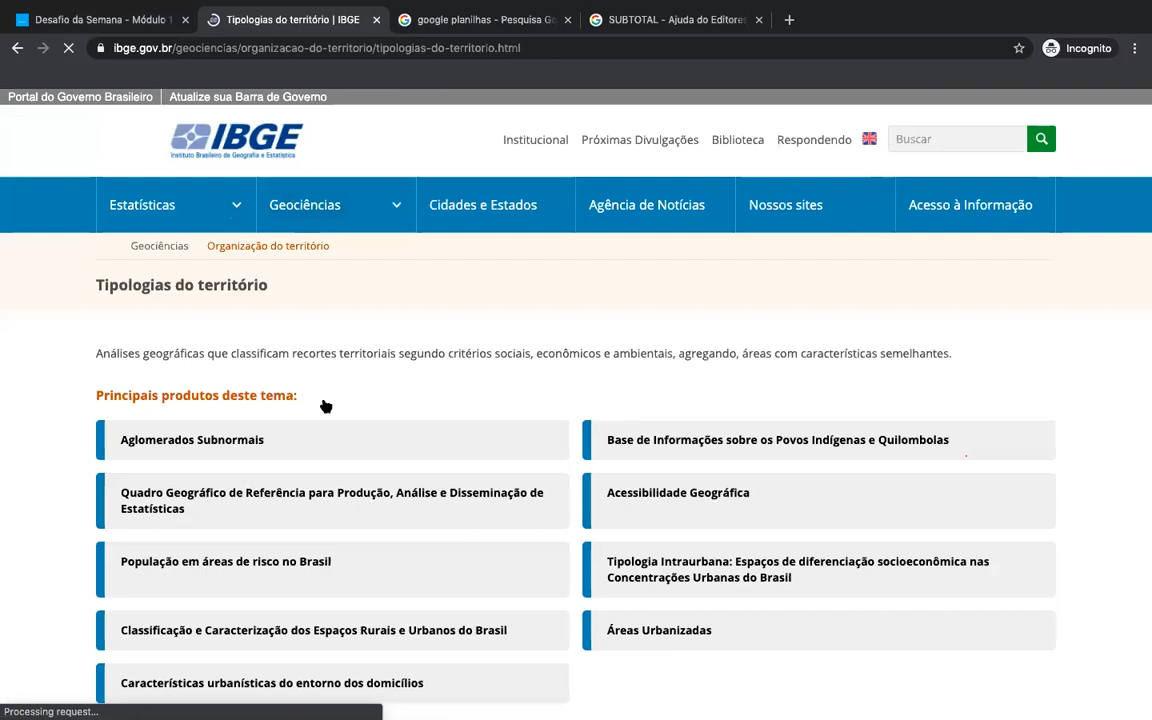 Desafio da Semana - Módulo 1
Tipologias do território | IBGE
google planilhas - Pesquisa Go
SUBTOTAL - Ajuda do Editores
ibge.gov.br/geociencias/organizacao-do-territorio/tipologias-do-territorio.html
Incognito
Portal do Governo Brasileiro
Atualize sua Barra de Governo
IBGE
Instituto Brasileiro de Geografia e Estatística
Institucional
Próximas Divulgações
Biblioteca
Respondendo
Buscar
Estatísticas
Geociências
Cidades e Estados
Agência de Notícias
Nossos sites
Acesso à Informação
Geociências
Organização do território
Tipologias do território
Análises geográficas que classificam recortes territoriais segundo critérios sociais, econômicos e ambientais, agregando, áreas com características semelhantes.
Principais produtos deste tema:
Aglomerados Subnormais
Base de Informações sobre os Povos Indígenas e Quilombolas
Quadro Geográfico de Referência para Produção, Análise e Disseminação de
Estatísticas
Acessibilidade Geográfica
População em áreas de risco no Brasil
Tipologia Intraurbana: Espaços de diferenciação socioeconômica nas
Concentrações Urbanas do Brasil
Classificação e Caracterização dos Espaços Rurais e Urbanos do Brasil
Áreas Urbanizadas
Características urbanísticas do entorno dos domicílios
Processing request...